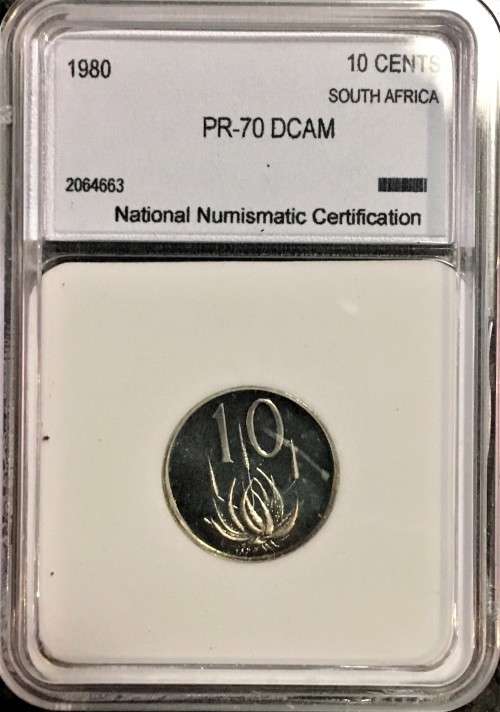 1980 10 CENTS
SOUTH AFRICA
PR-70 DCAM
2064663
National Numismatic Certification
10